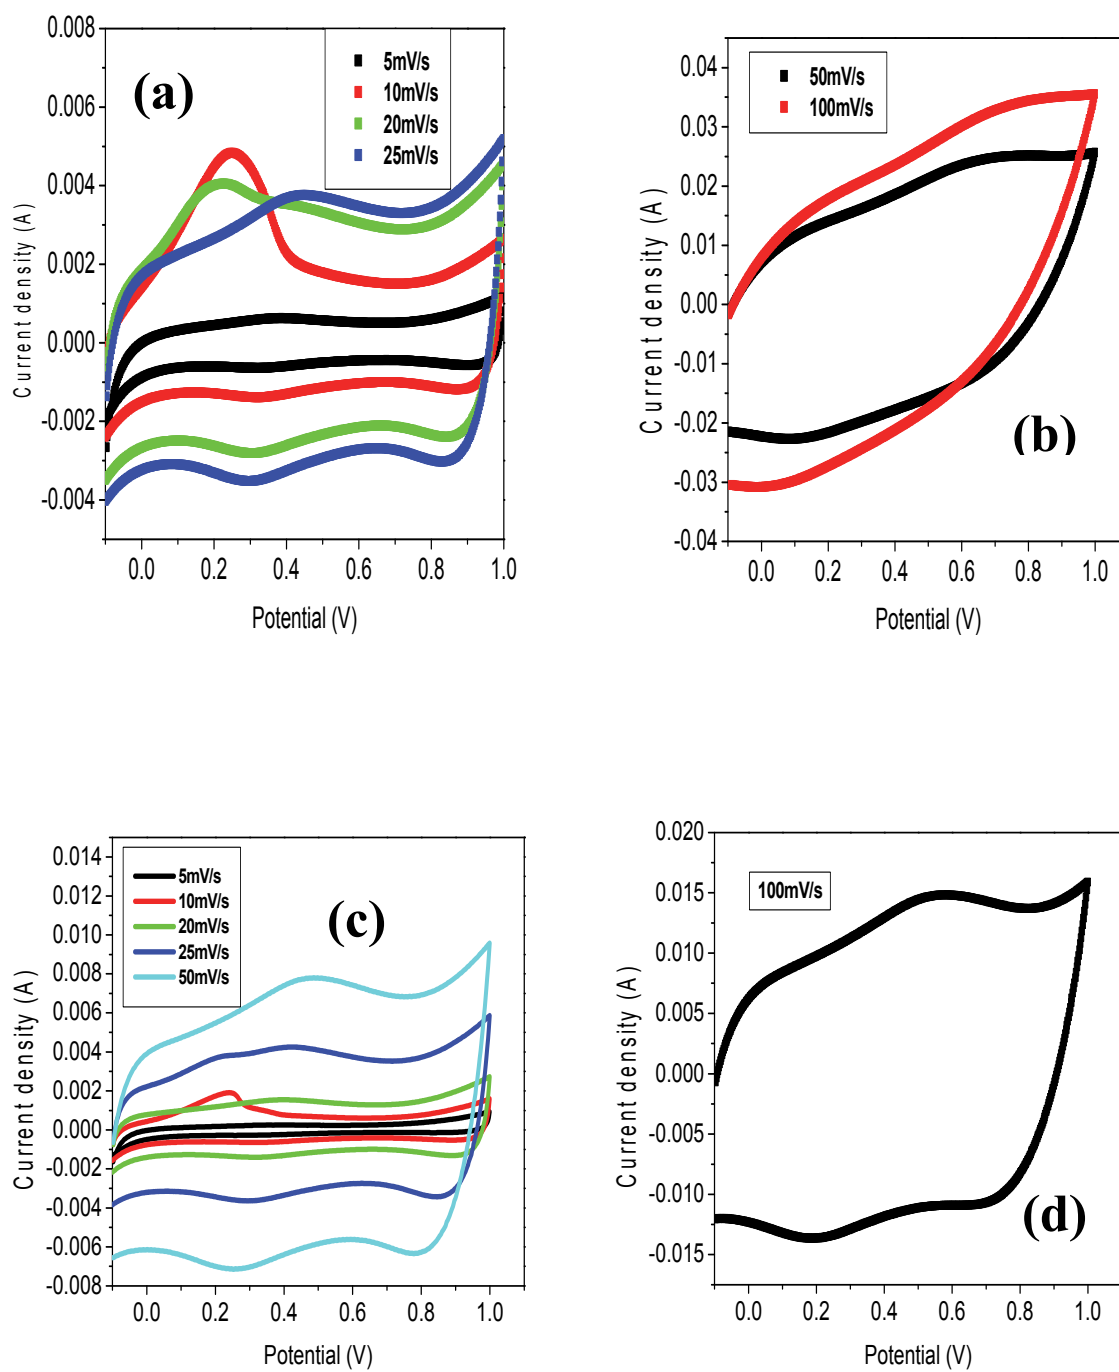 (a)
5mV/s
10mV/s
20mV/s
25mV/s
0.008
0.006
0.004
0.002
0.000
-0.002
-0.004
Current density (A)
0.0 0.2 0.4 0.6 0.8 1.0
Potential (V)
50mV/s
100mV/s
(b)
0.04
0.03
0.02
0.01
0.00
-0.01
-0.02
-0.03
-0.04
Current density (A)
0.0 0.2 0.4 0.6 0.8 1.0
Potential (V)
5mV/s
10mV/s
20mV/s
25mV/s
50mV/s
(c)
0.014
0.012
0.010
0.008
0.006
0.004
0.002
0.000
-0.002
-0.004
-0.006
-0.008
Current density (A)
0.0 0.2 0.4 0.6 0.8 1.0
Potential (V)
100mV/s
(d)
0.020
0.015
0.010
0.005
0.000
-0.005
-0.010
-0.015
Current density (A)
0.0 0.2 0.4 0.6 0.8 1.0
Potential (V)